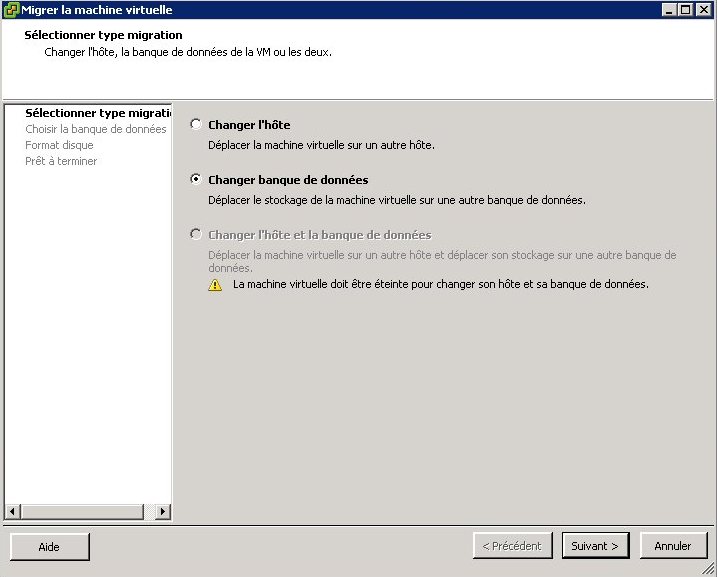 Migrer la machine virtuelle
Sélectionner type migration
Changer l'hôte, la banque de données de la VM ou les deux.
Sélectionner type migrati
Choisir la banque de données
Format disque
Prêt à terminer
Changer l'hôte
Déplacer la machine virtuelle sur un autre hôte.
Changer banque de données
Déplacer le stockage de la machine virtuelle sur une autre banque de données.
Changer l'hôte et la banque de données
Déplacer la machine virtuelle sur un autre hôte et déplacer son stockage sur une autre banque de
données.
La machine virtuelle doit être éteinte pour changer son hôte et sa banque de données.
Aide
< Précédent
Suivant >
Annuler